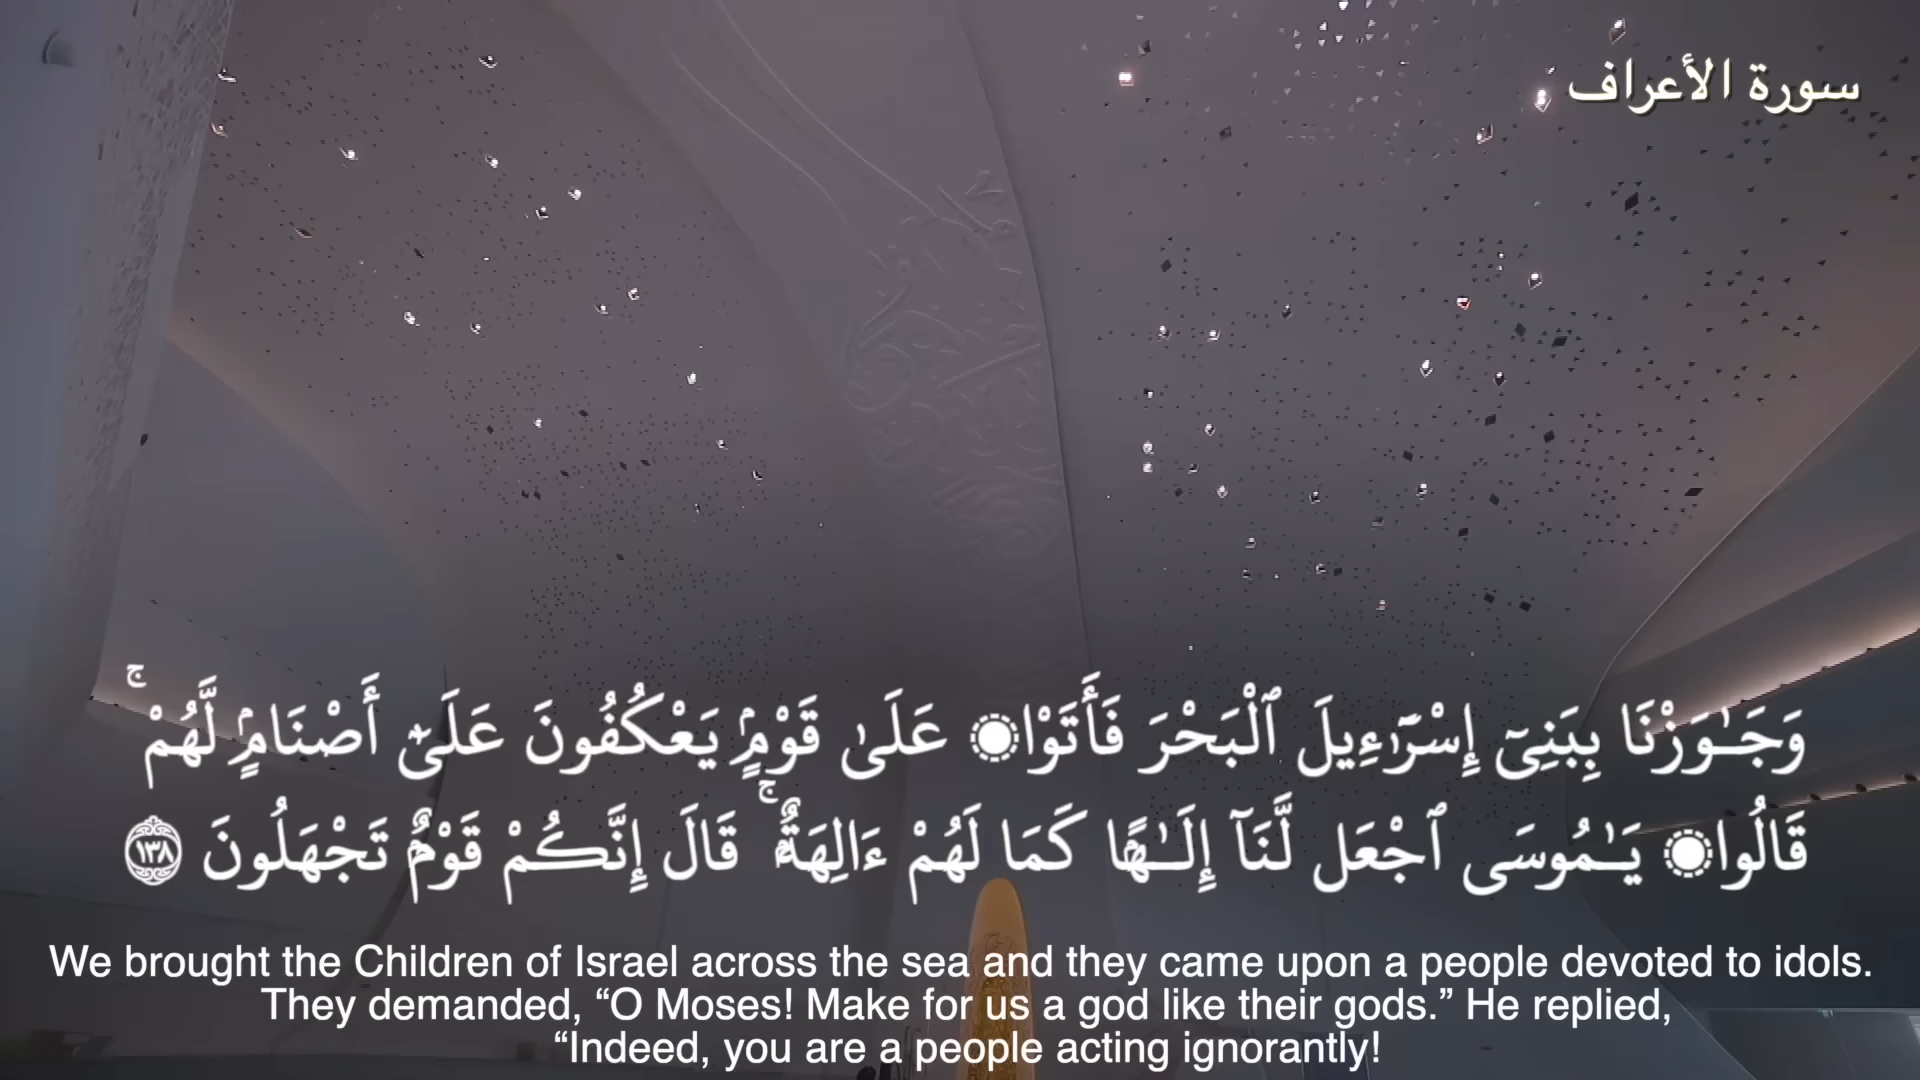 سورة الأعراف
وَجَـٰوَزْنَا بِبَنِىٓ إِسْرَٰٓءِيلَ ٱلْبَحْرَ فَأَتَوْا۟ عَلَىٰ قَوْمٍۢ يَعْكُفُونَ عَلَىٰٓ أَصْنَامٍۢ لَّهُمْ ۚ
قَالُوا۟ يَـٰمُوسَى ٱجْعَل لَّنَآ إِلَـٰهًۭا كَمَا لَهُمْ ءَالِهَةٌۭ ۚ قَالَ إِنَّكُمْ قَوْمٌۭ تَجْهَلُونَ ١٣٨
We brought the Children of Israel across the sea and they came upon a people devoted to idols.
They demanded, “O Moses! Make for us a god like their gods.” He replied,
“Indeed, you are a people acting ignorantly!